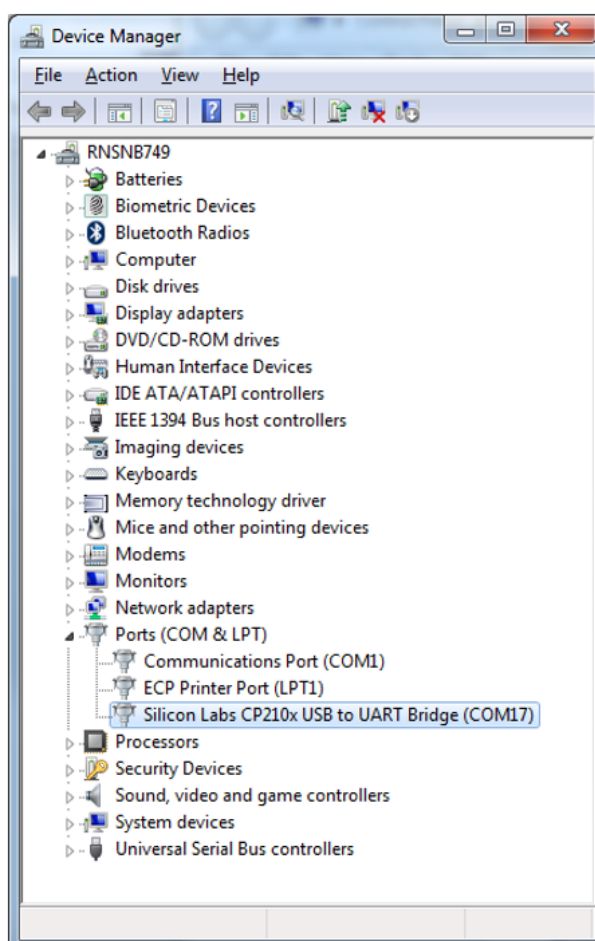 Device Manager
File Action View Help
RNSNB749
Batteries
Biometric Devices
Bluetooth Radios
Computer
Disk drives
Display adapters
DVD/CD-ROM drives
Human Interface Devices
IDE ATA/ATAPI controllers
IEEE 1394 Bus host controllers
Imaging devices
Keyboards
Memory technology driver
Mice and other pointing devices
Modems
Monitors
Network adapters
Ports (COM & LPT)
Communications Port (COM1)
ECP Printer Port (LPT1)
Silicon Labs CP210x USB to UART Bridge (COM17)
Processors
Security Devices
Sound, video and game controllers
System devices
Universal Serial Bus controllers